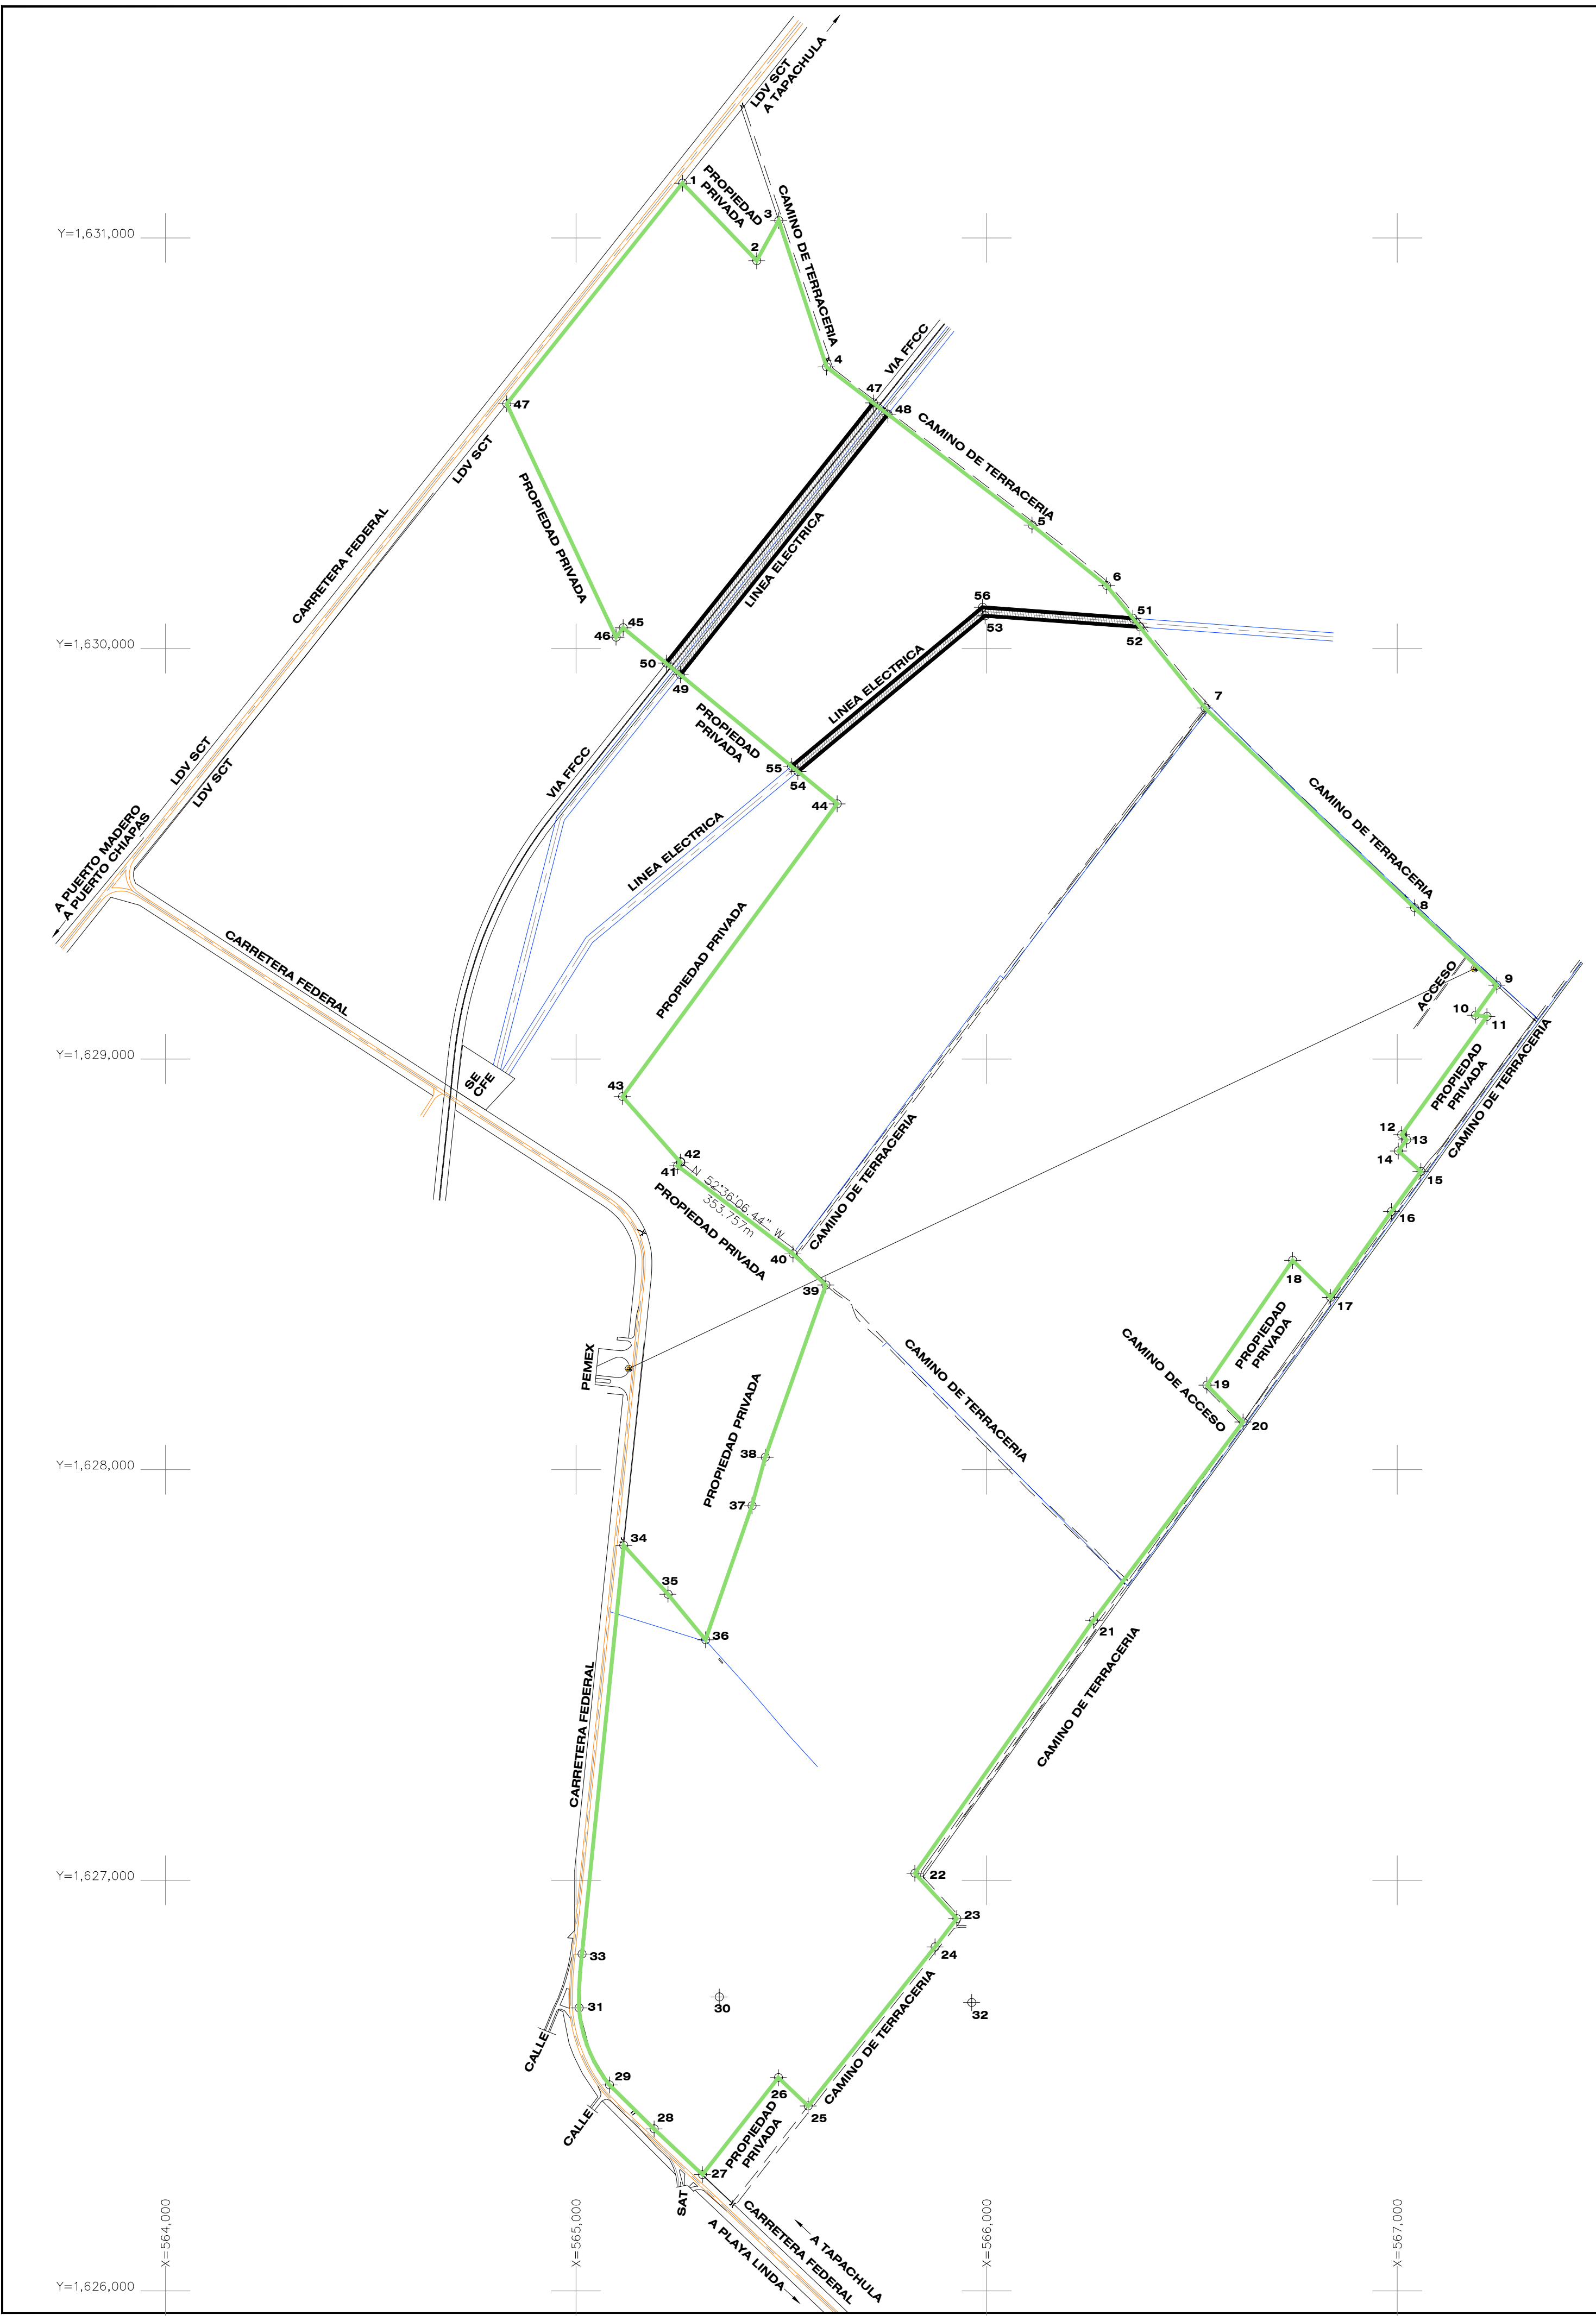 LDV SCT
A TAPACHULA
1
PROPIEDAD
PRIVADA
3
CAMINO DE TERRACERIA
Y=1,631,000
2
4
VIA FFCC
47
47
48
CAMINO DE TERRACERIA
LDV SCT
PROPIEDAD PRIVADA
CARRETERA FEDERAL
LINEA ELECTRICA
5
6
56
53
51
52
45
46
Y=1,630,000
50
49
LINEA ELECTRICA
7
PROPIEDAD
PRIVADA
LDV SCT
LDV SCT
VIA FFCC
55
54
44
A PUERTO MADERO
A PUERTO CHIAPAS
LINEA ELECTRICA
CAMINO DE TERRACERIA
8
CARRETERA FEDERAL
PROPIEDAD PRIVADA
ACCESO
9
10
11
Y=1,629,000
SE
CFE
43
PROPIEDAD
PRIVADA
CAMINO DE TERRACERIA
12
13
14
15
42
41
N 52°36'06.44" W
353.757m
PROPIEDAD PRIVADA
CAMINO DE TERRACERIA
16
40
39
18
17
PEMEX
PROPIEDAD
PRIVADA
CAMINO DE ACCESO
CAMINO DE TERRACERIA
19
20
PROPIEDAD PRIVADA
38
Y=1,628,000
37
34
35
36
21
CAMINO DE TERRACERIA
CARRETERA FEDERAL
Y=1,627,000
22
23
24
33
30
31
32
CALLE
CAMINO DE TERRACERIA
29
26
25
CALLE
28
PROPIEDAD
PRIVADA
27
SAT
CARRETERA FEDERAL
A PLAYA LINDA
A TAPACHULA
X=564,000
X=565,000
X=566,000
X=567,000
Y=1,626,000